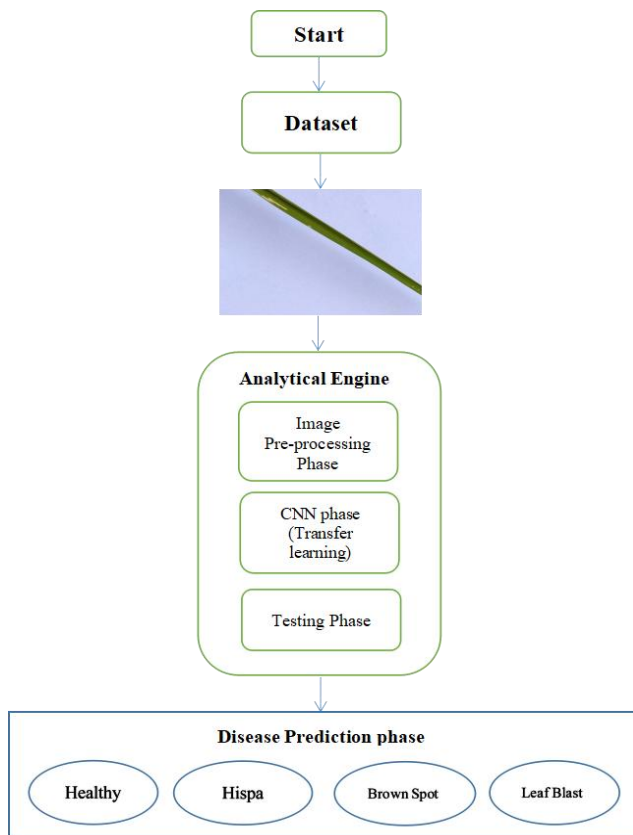 Start
Dataset
Analytical Engine
Image
Pre-processing
Phase
CNN phase
(Transfer
learning)
Testing Phase
Disease Prediction phase
Healthy
Hispa
Brown Spot
Leaf Blast